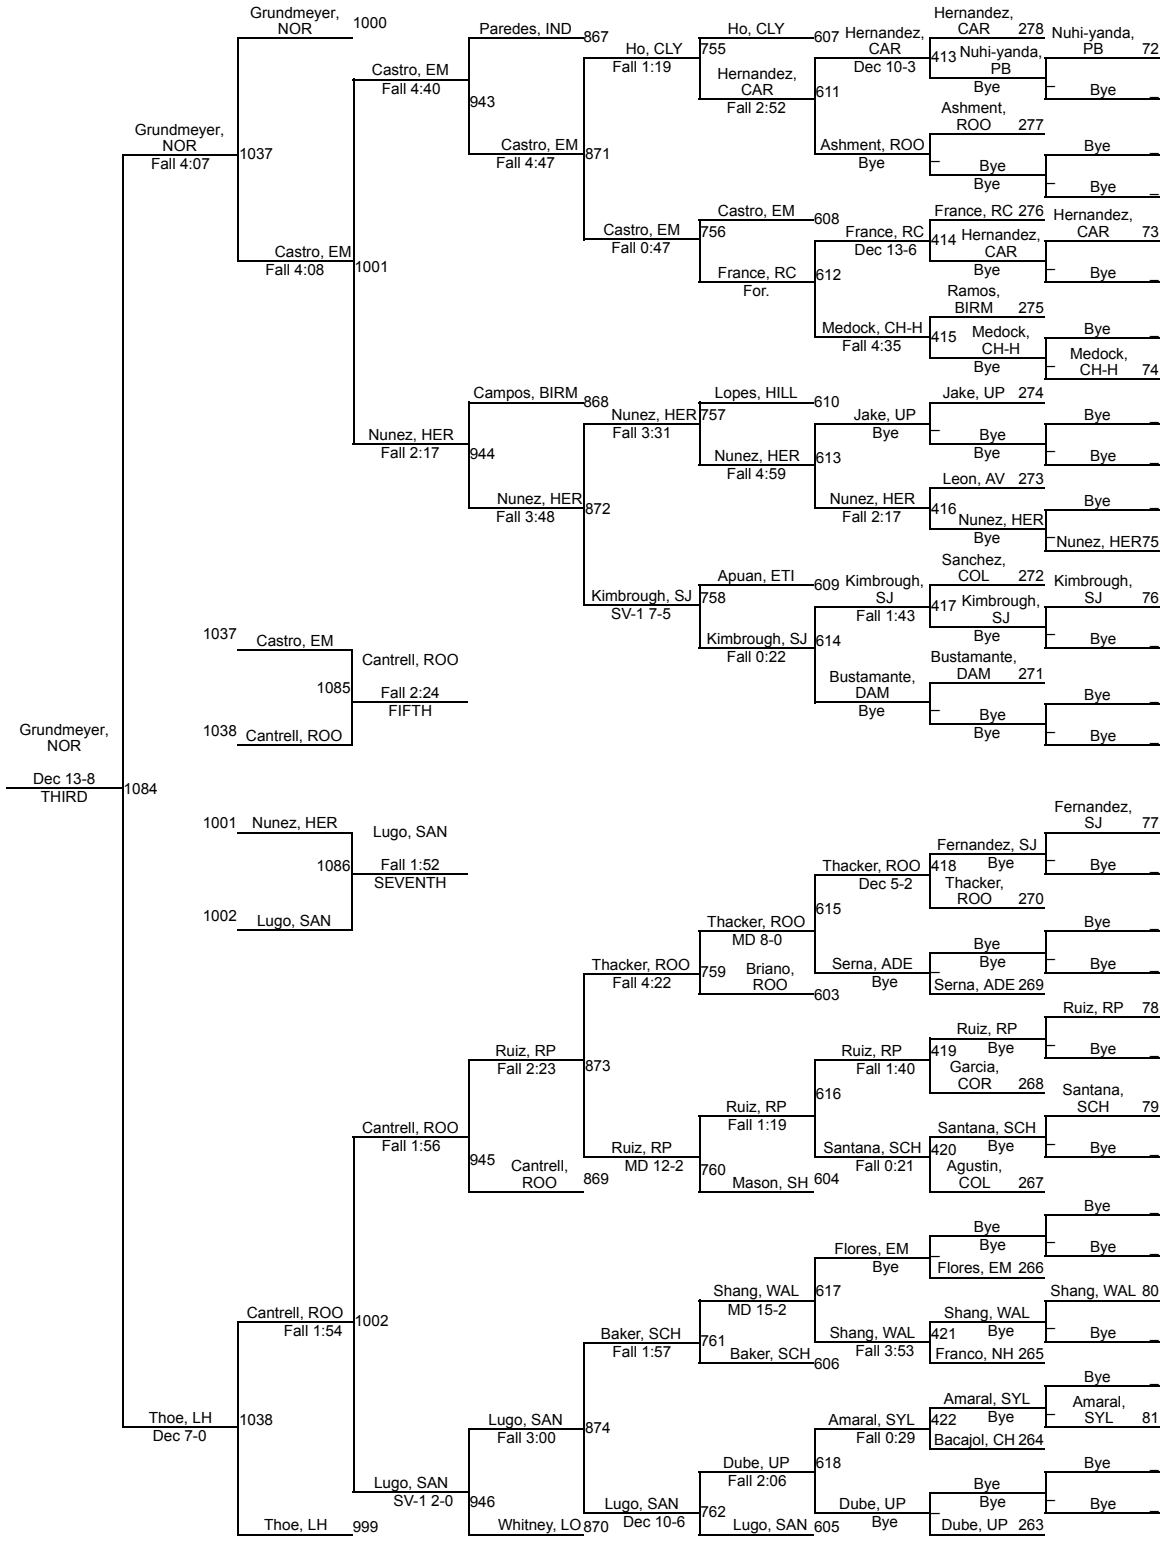 Grundmeyer,
NOR
1000
Paredes, IND
867
Ho, CLY
Fall 1:19
Ho, CLY
607
755
Hernandez,
CAR
Dec 10-3
Hernandez,
CAR
278
Nuhi-yanda,
PB
72
413
Nuhi-yanda,
PB
Bye
Bye
Castro, EM
Fall 4:40
943
Hernandez,
CAR
Fall 2:52
611
Ashment,
ROO
277
Grundmeyer,
NOR
Fall 4:07
1037
Castro, EM
Fall 4:47
871
Ashment, ROO
Bye
Bye
Bye
Bye
Bye
Castro, EM
608
Castro, EM
Fall 0:47
756
France, RC
Dec 13-6
France, RC 276
Hernandez,
CAR
73
414
Hernandez,
CAR
Bye
Bye
Castro, EM
Fall 4:08
1001
France, RC
For.
612
Ramos,
BIRM
275
Medock, CH-H
Fall 4:35
415
Medock,
CH-H
Bye
Bye
Medock,
CH-H
74
Campos, BIRM
868
Nunez, HER
Fall 3:31
Lopes, HILL
610
757
Jake, UP
Bye
Jake, UP 274
Bye
Bye
Bye
Bye
Nunez, HER
Fall 2:17
944
Nunez, HER
Fall 4:59
613
Leon, AV 273
Nunez, HER
Fall 3:48
872
Nunez, HER
Fall 2:17
416
Nunez, HER
Bye
Bye
Nunez, HER75
Apuan, ETI
609
Kimbrough, SJ
SV-1 7-5
758
Kimbrough,
SJ
Fall 1:43
Sanchez,
COL
272
Kimbrough,
SJ
76
417
Kimbrough,
SJ
Bye
Bye
1037
Castro, EM
Kimbrough, SJ
Fall 0:22
614
Bustamante,
DAM
271
Cantrell, ROO
1085
Fall 2:24
FIFTH
Bustamante,
DAM
Bye
Bye
Bye
Bye
Bye
1038
Cantrell, ROO
Grundmeyer,
NOR
Dec 13-8
THIRD
1084
1001
Nunez, HER
Lugo, SAN
1086
Fall 1:52
SEVENTH
1002
Lugo, SAN
Fernandez,
SJ
77
Thacker, ROO
Dec 5-2
Fernandez, SJ
418
Bye
Bye
Thacker,
ROO
270
615
Thacker, ROO
MD 8-0
Bye
Bye
Bye
Thacker, ROO
Fall 4:22
759
Briano,
ROO
603
Serna, ADE
Bye
Bye
Serna, ADE 269
Ruiz, RP
78
Ruiz, RP
Fall 2:23
873
Ruiz, RP
Fall 1:40
Ruiz, RP
419
Bye
Bye
Garcia,
COR
268
616
Santana,
SCH
79
Ruiz, RP
Fall 1:19
Cantrell, ROO
Fall 1:56
945
Cantrell,
ROO
869
Ruiz, RP
MD 12-2
760
Mason, SH
604
Santana, SCH
Fall 0:21
Santana, SCH
420
Bye
Bye
Agustin,
COL
267
Flores, EM
Bye
Bye
Bye
Bye
Bye
Flores, EM 266
Shang, WAL
MD 15-2
617
Shang, WAL 80
Cantrell, ROO
Fall 1:54
1002
Baker, SCH
Fall 1:57
761
Baker, SCH
606
Shang, WAL
Fall 3:53
Shang, WAL
421
Bye
Bye
Franco, NH 265
Thoe, LH
Dec 7-0
1038
Lugo, SAN
Fall 3:00
874
Amaral, SYL
Fall 0:29
Amaral, SYL
422
Bye
Bye
Amaral,
SYL
81
Bacajol, CH 264
Dube, UP
Fall 2:06
618
Lugo, SAN
SV-1 2-0
946
Whitney, LO
870
Lugo, SAN
Dec 10-6
762
Lugo, SAN
605
Dube, UP
Bye
Bye
Bye
Bye
Bye
Dube, UP 263
Thoe, LH
999